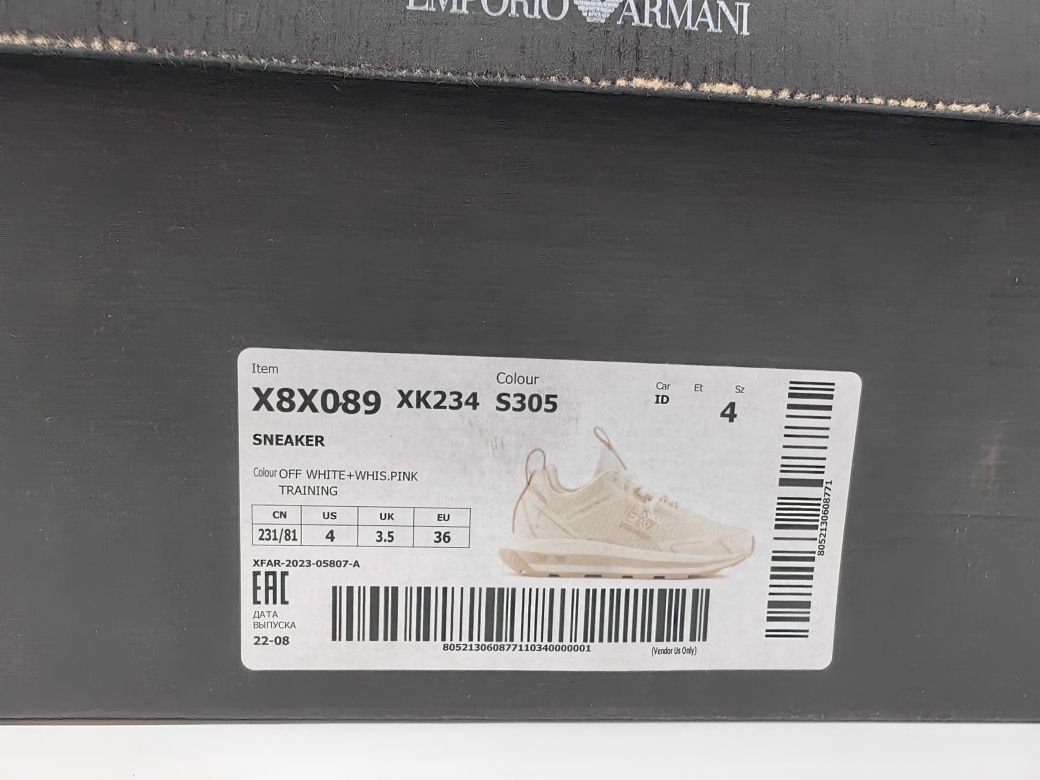 EMPORIO ARMANI
Item
X8X089 XK234
Colour
S305
Car Et Sz
ID 4
SNEAKER
Colour OFF WHITE+WHIS.PINK
TRAINING
CN US UK EU
231/81 4 3.5 36
XFAR-2023-05807-A
EAC
ДАТА
ВЫПУСКА
22-08
805213060877110340000001
(Vendor Us Only)
8052130608771
EA7